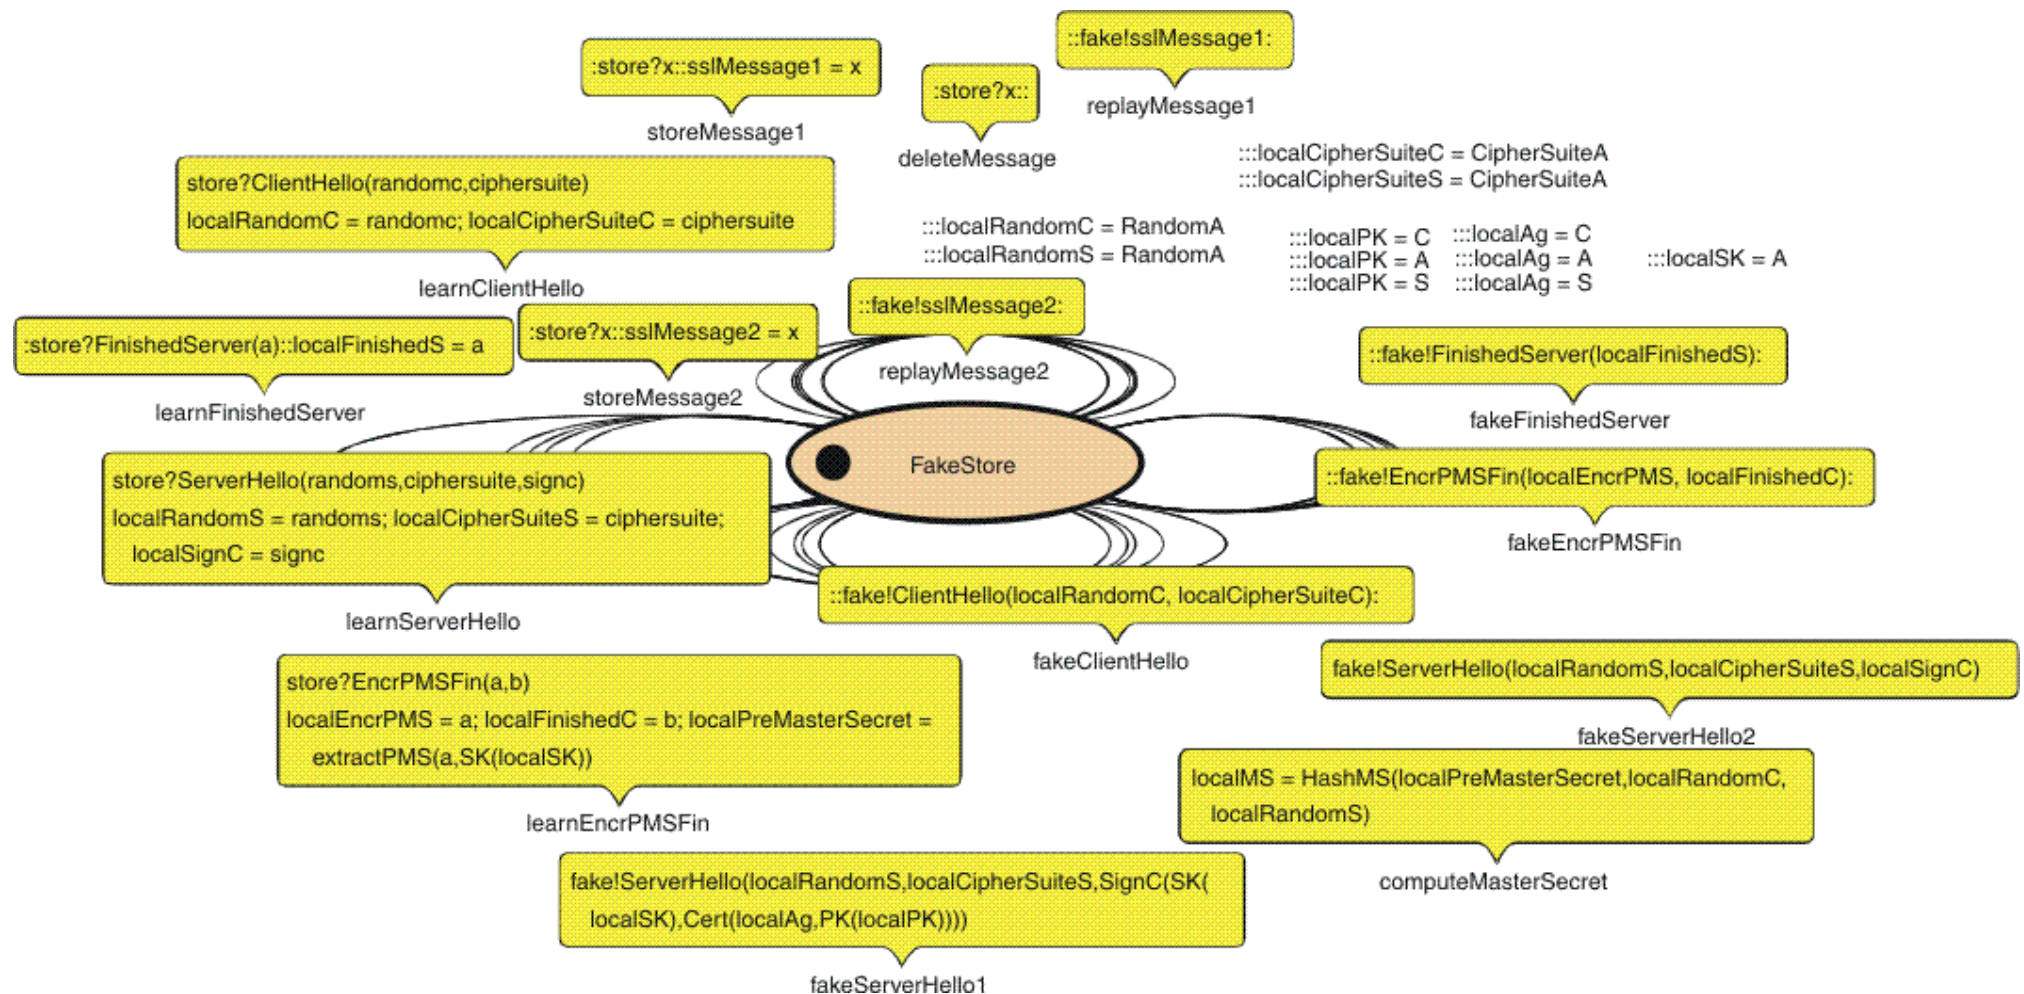 ::fake!sslMessage1:
replayMessage1
:store?x::sslMessage1 = x
storeMessage1
:store?x::
deleteMessage
:::localCipherSuiteC = CipherSuiteA
:::localCipherSuiteS = CipherSuiteA
store?ClientHello(randomc,ciphersuite)
localRandomC = randomc; localCipherSuiteC = ciphersuite
learnClientHello
:::localRandomC = RandomA
:::localRandomS = RandomA
:::localPK = C
:::localPK = A
:::localPK = S
:::localAg = C
:::localAg = A
:::localAg = S
:::localSK = A
:store?FinishedServer(a)::localFinishedS = a
learnFinishedServer
:store?x::sslMessage2 = x
storeMessage2
::fake!sslMessage2:
replayMessage2
::fake!FinishedServer(localFinishedS):
fakeFinishedServer
FakeStore
store?ServerHello(randoms,ciphersuite,signc)
localRandomS = randoms; localCipherSuiteS = ciphersuite;
localSignC = signc
learnServerHello
::fake!EncrPMSFin(localEncrPMS, localFinishedC):
fakeEncrPMSFin
::fake!ClientHello(localRandomC, localCipherSuiteC):
fakeClientHello
store?EncrPMSFin(a,b)
localEncrPMS = a; localFinishedC = b; localPreMasterSecret =
extractPMS(a,SK(localSK))
learnEncrPMSFin
fake!ServerHello(localRandomS,localCipherSuiteS,localSignC)
fakeServerHello2
localMS = HashMS(localPreMasterSecret,localRandomC,
localRandomS)
computeMasterSecret
fake!ServerHello(localRandomS,localCipherSuiteS,SignC(SK(
localSK),Cert(localAg,PK(localPK))))
fakeServerHello1